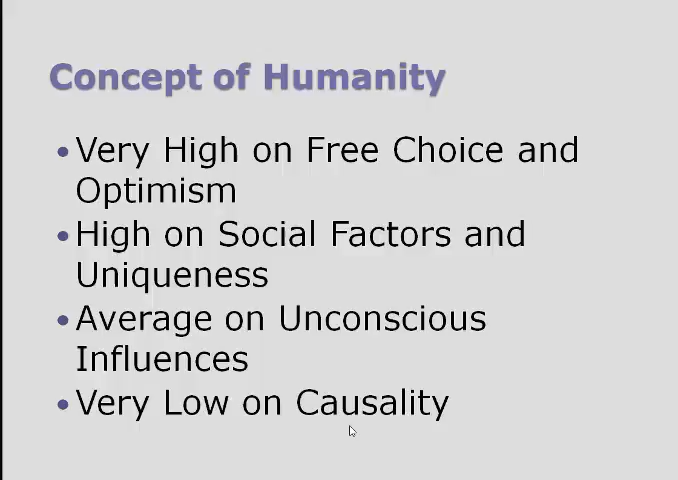 Concept of Humanity
• Very High on Free Choice and
Optimism
• High on Social Factors and
Uniqueness
• Average on Unconscious
Influences
• Very Low on Causality